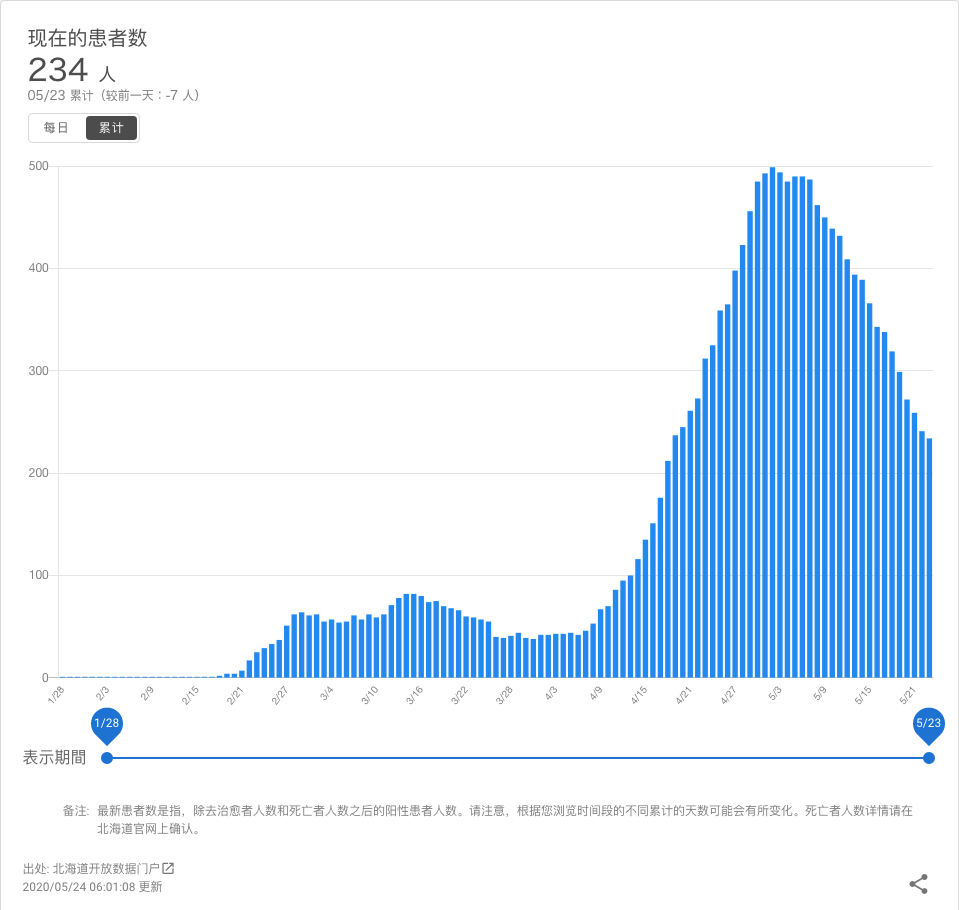 现在的患者数
234 人
05/23 累计（较前一天：-7 人）
每日 累计
500
400
300
200
100
0
1/28 2/3 2/9 2/15 2/21 2/27 3/4 3/10 3/16 3/22 3/28 4/3 4/9 4/15 4/21 4/27 5/3 5/9 5/15 5/21
1/28 5/23
表示期間
备注: 最新患者数是指，除去治愈者人数和死亡者人数之后的阳性患者人数。请注意，根据您浏览时间段的不同累计的天数可能会有所变化。死亡者人数详情请在
北海道官网上确认。
出处: 北海道开放数据门户
2020/05/24 06:01:08 更新